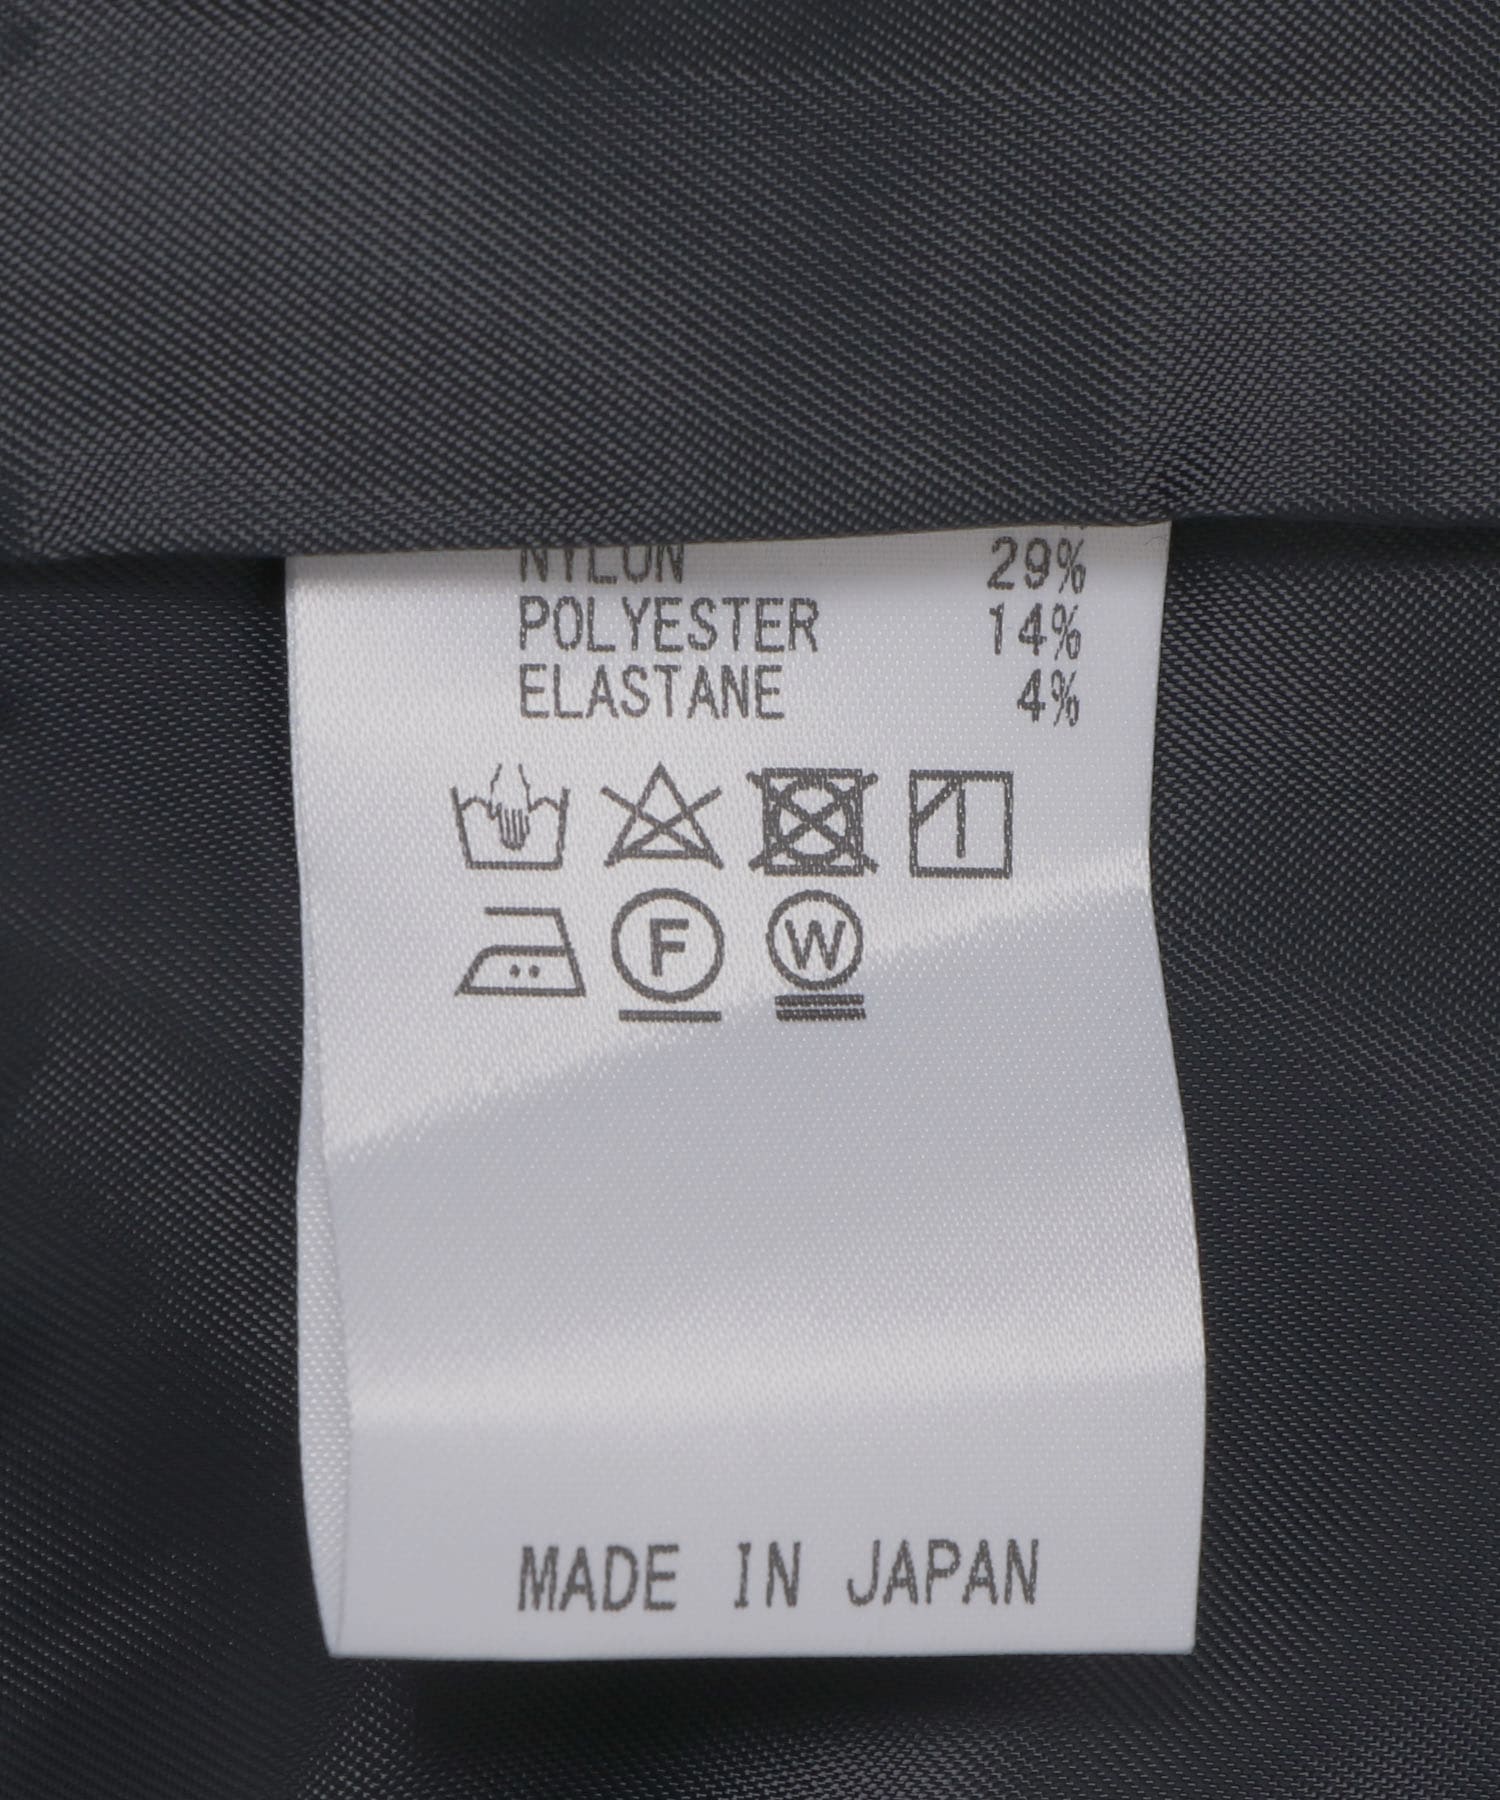 NYLON 29%
POLYESTER 14%
ELASTANE 4%
F W
MADE IN JAPAN